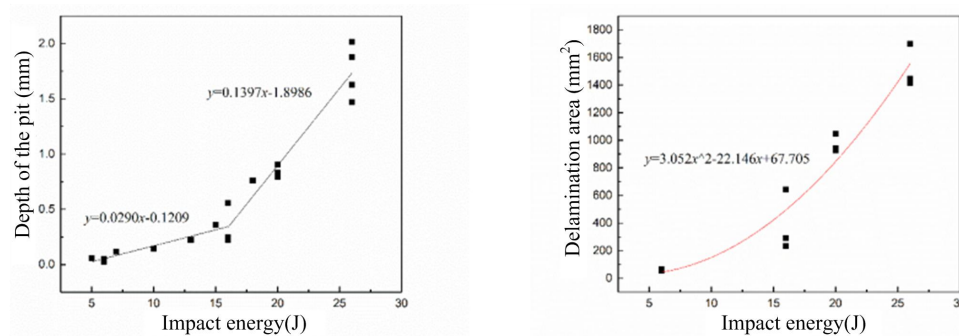 Depth of the pit (mm)
2.0
1.5
1.0
0.5
0.0
y=0.1397x-1.8986
y=0.0290x-0.1209
5 10 15 20 25 30
Impact energy(J)
Delamination area (mm²)
1800
1600
1400
1200
1000
800
600
400
200
0
y=3.052x^2-22.146x+67.705
5 10 15 20 25 30
Impact energy(J)